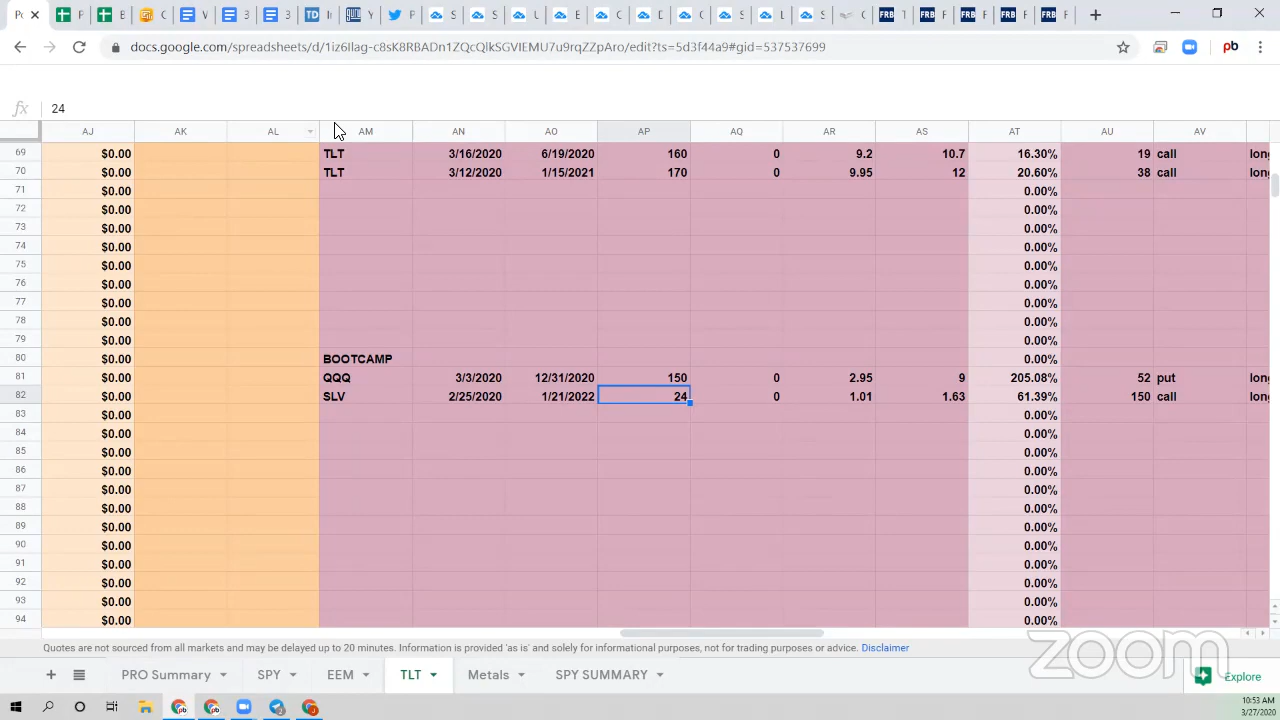 docs.google.com/spreadsheets/d/1iz6Ilag-c8sK8RBADn1ZQcQlkSGVIEMU7u9rqZZpAro/edit?ts=5d3f44a9#gid=537537699
fx 24
AJ AK AL AM AN AO AP AQ AR AS AT AU AV
69 $0.00 TLT 3/16/2020 6/19/2020 160 0 9.2 10.7 16.30% 19 call long
70 $0.00 TLT 3/12/2020 1/15/2021 170 0 9.95 12 20.60% 38 call long
71 $0.00 0.00%
72 $0.00 0.00%
73 $0.00 0.00%
74 $0.00 0.00%
75 $0.00 0.00%
76 $0.00 0.00%
77 $0.00 0.00%
78 $0.00 0.00%
79 $0.00 0.00%
80 $0.00 BOOTCAMP 0.00%
81 $0.00 QQQ 3/3/2020 12/31/2020 150 0 2.95 9 205.08% 52 put long
82 $0.00 SLV 2/25/2020 1/21/2022 24 0 1.01 1.63 61.39% 150 call long
83 $0.00 0.00%
84 $0.00 0.00%
85 $0.00 0.00%
86 $0.00 0.00%
87 $0.00 0.00%
88 $0.00 0.00%
89 $0.00 0.00%
90 $0.00 0.00%
91 $0.00 0.00%
92 $0.00 0.00%
93 $0.00 0.00%
94 $0.00 0.00%
Quotes are not sourced from all markets and may be delayed up to 20 minutes. Information is provided 'as is' and solely for informational purposes, not for trading purposes or advice. Disclaimer
zoom
PRO Summary SPY EEM TLT Metals SPY SUMMARY Explore
10:53 AM
3/27/2020